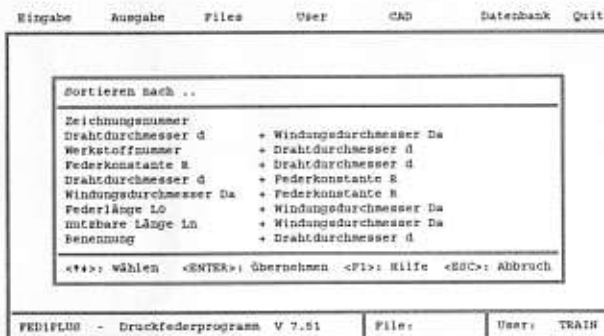 Eingabe Ausgabe Files User CAD Datenbank Quit
Sortieren nach ..
Zeichnungsnummer
Drahtdurchmesser d + Windungsdurchmesser Da
Werkstoffnummer + Drahtdurchmesser d
Federkonstante R + Drahtdurchmesser d
Drahtdurchmesser d + Federkonstante R
Windungsdurchmesser Da + Federkonstante R
Federlänge L0 + Windungsdurchmesser Da
nutzbare Länge Ln + Windungsdurchmesser Da
Benennung + Drahtdurchmesser d
<↑↓>: Wählen <ENTER>: Übernehmen <F1>: Hilfe <ESC>: Abbruch
FED1PLUS - Druckfederprogramm V 7.51 File: User: TRAIN